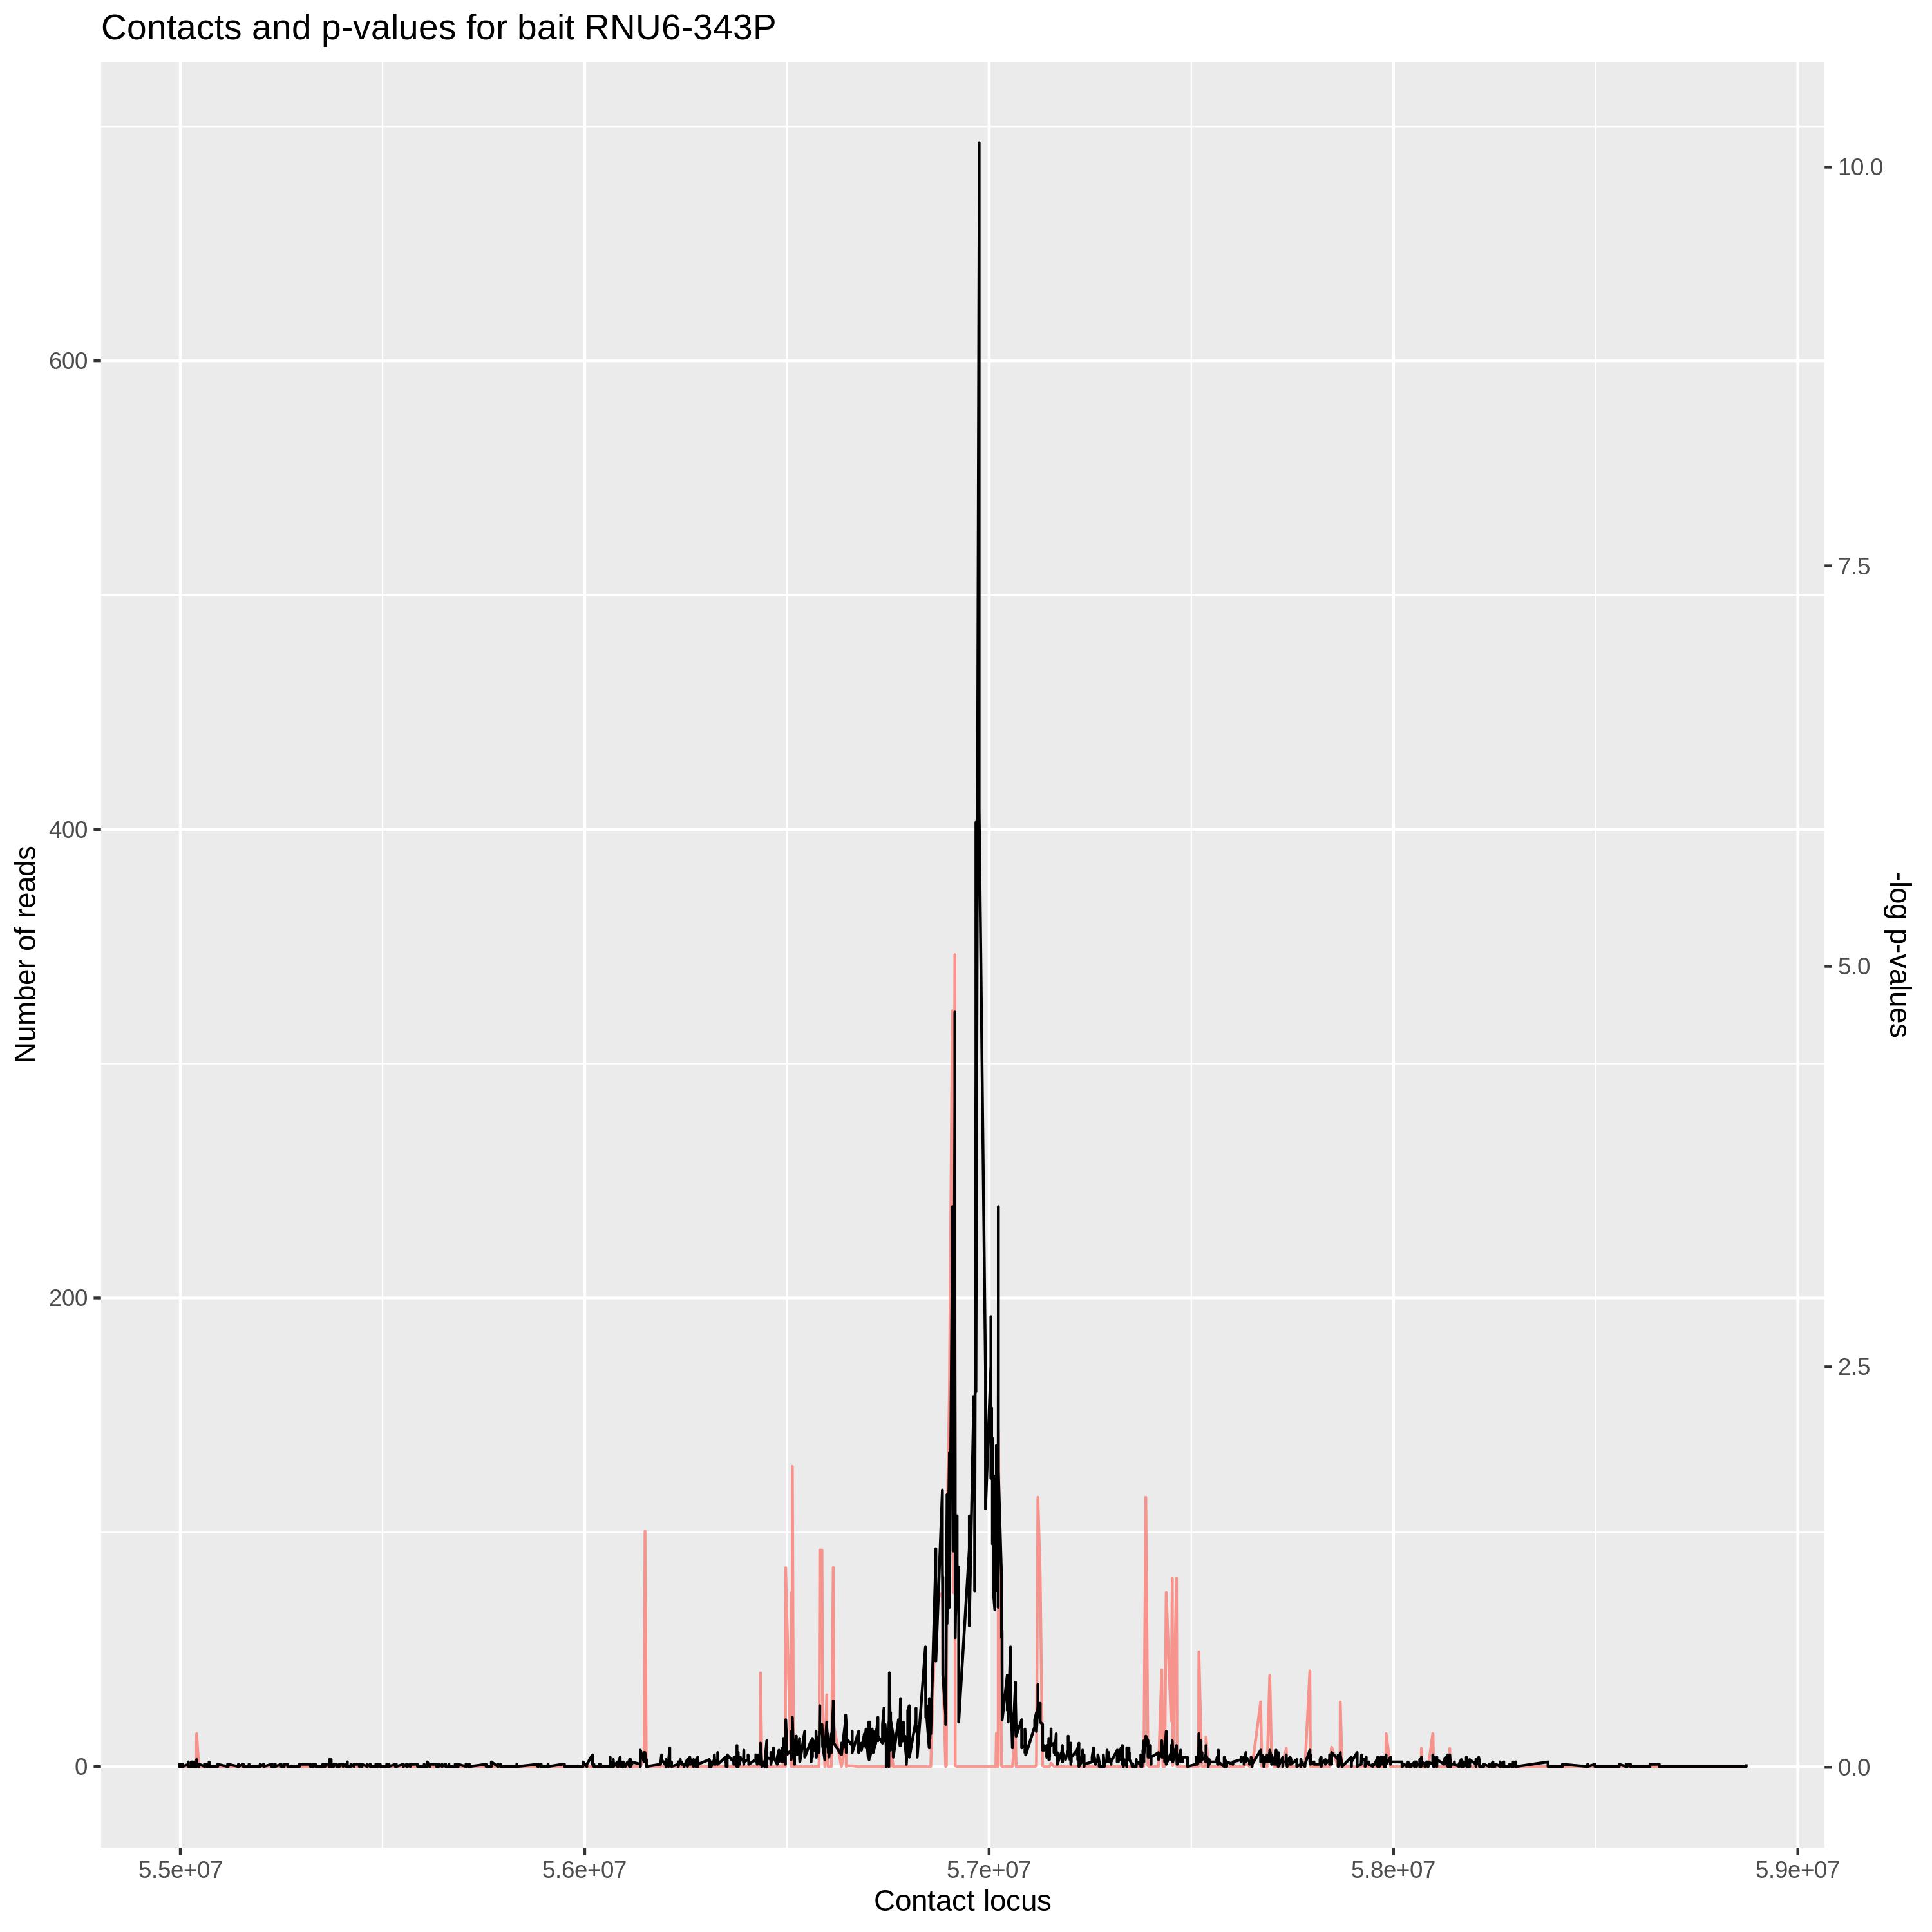 Contacts and p-values for bait RNU6-343P
600
400
200
0
Number of reads
10.0
7.5
5.0
2.5
0.0
-log p-values
5.5e+07 5.6e+07 5.7e+07 5.8e+07 5.9e+07
Contact locus